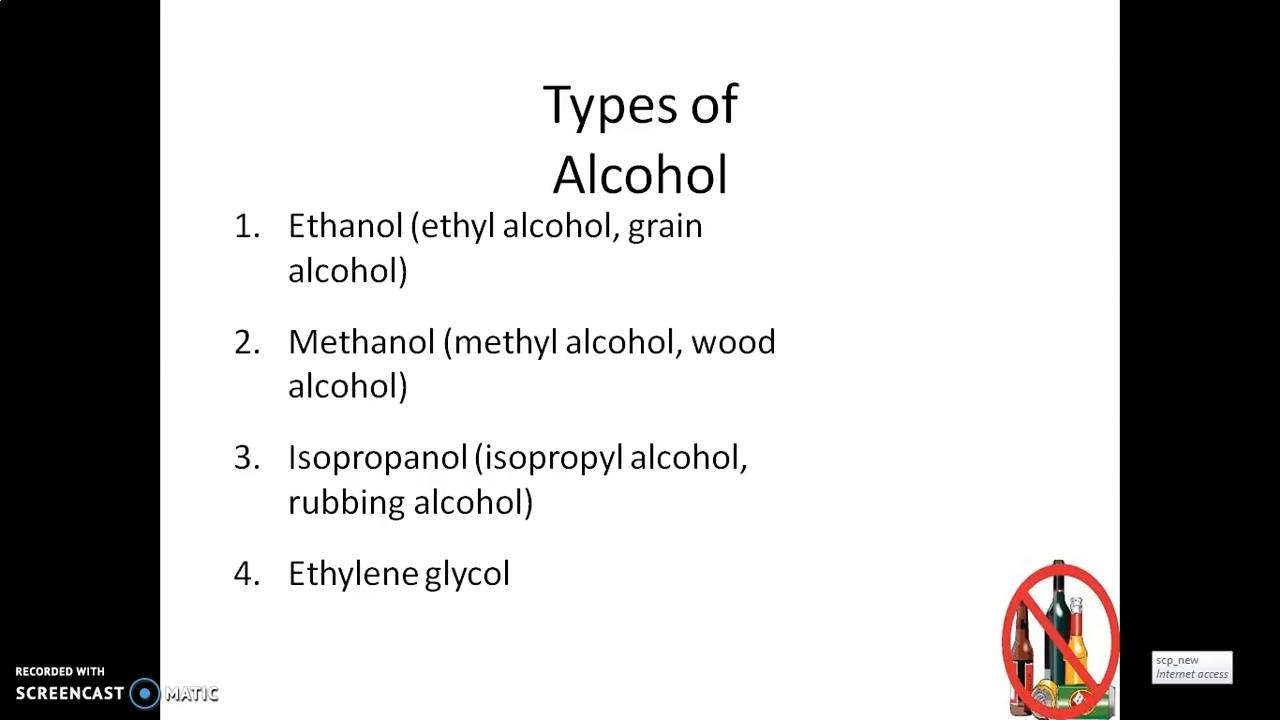 Types of
Alcohol
1. Ethanol (ethyl alcohol, grain
alcohol)
2. Methanol (methyl alcohol, wood
alcohol)
3. Isopropanol (isopropyl alcohol,
rubbing alcohol)
4. Ethylene glycol
RECORDED WITH
SCREENCAST MATIC
scp_new
Internet access